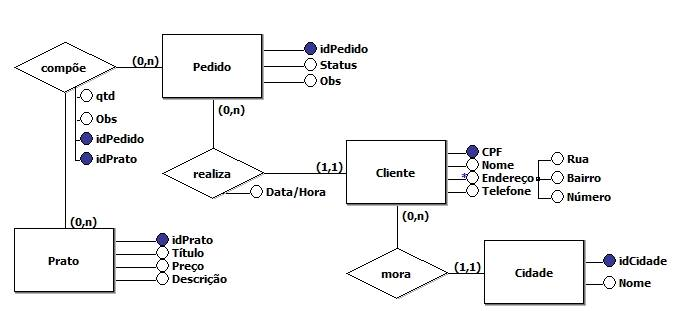 compõe
(0,n)
Pedido
idPedido
Status
Obs
qtd
Obs
idPedido
idPrato
(0,n)
realiza
Data/Hora
(1,1)
Cliente
CPF
Nome
* Endereço
Telefone
Rua
Bairro
Número
(0,n)
Prato
idPrato
Título
Preço
Descrição
(0,n)
mora
(1,1)
Cidade
idCidade
Nome